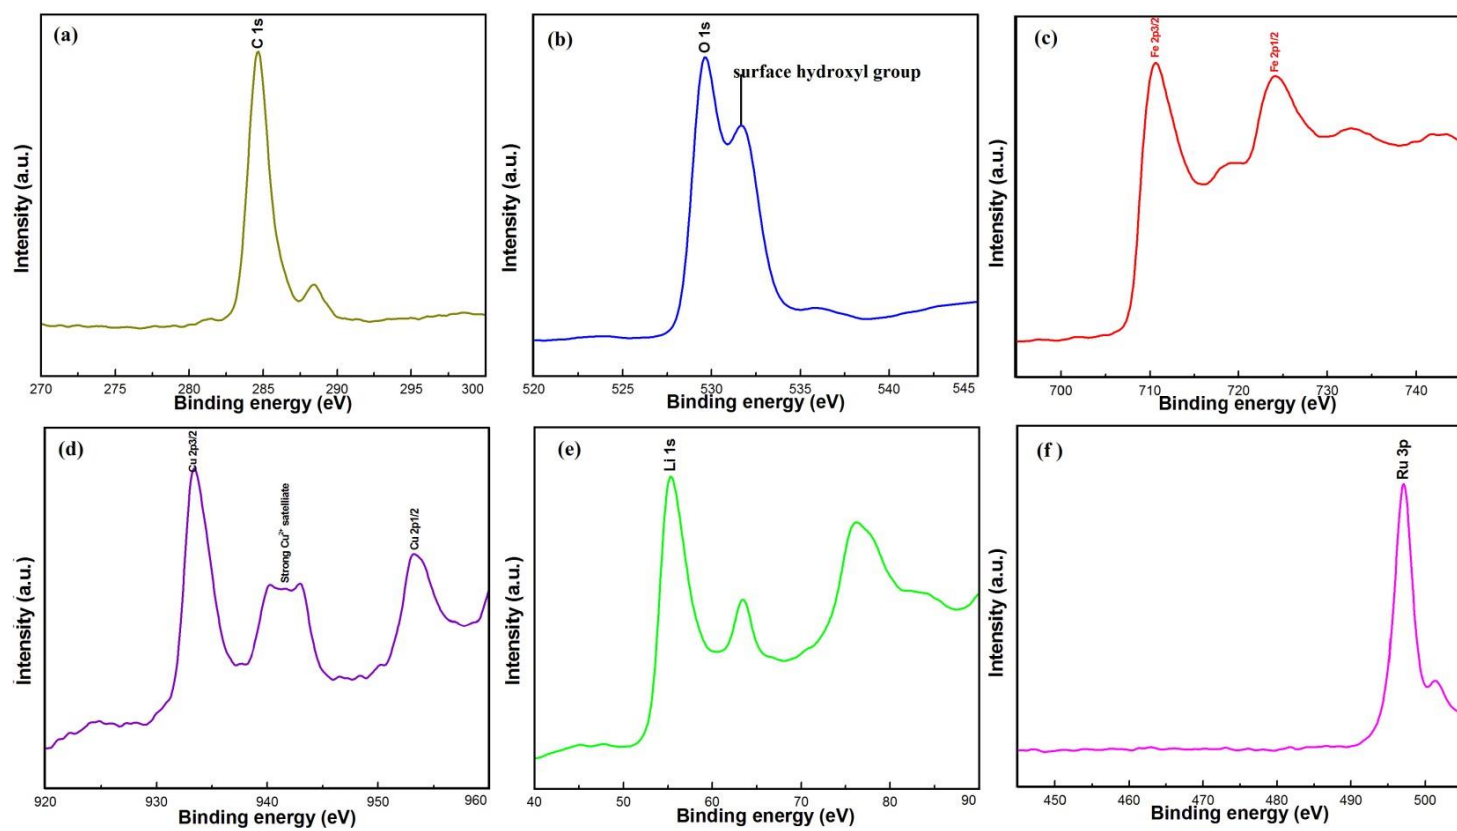 (a)
C 1s
Intensity (a.u.)
270 275 280 285 290 295 300
Binding energy (eV)
(b)
O 1s
surface hydroxyl group
Intensity (a.u.)
520 525 530 535 540 545
Binding energy (eV)
(c)
Fe 2p3/2
Fe 2p1/2
Intensity (a.u.)
700 710 720 730 740
Binding energy (eV)
(d)
Cu 2p3/2
Strong Cu²⁺ satelliate
Cu 2p1/2
intensity (a.u.)
920 930 940 950 960
Binding energy (eV)
(e)
Li 1s
Intensity (a.u.)
40 50 60 70 80 90
Binding energy (eV)
(f)
Ru 3p
Intensity (a.u.)
450 460 470 480 490 500
Binding energy (eV)